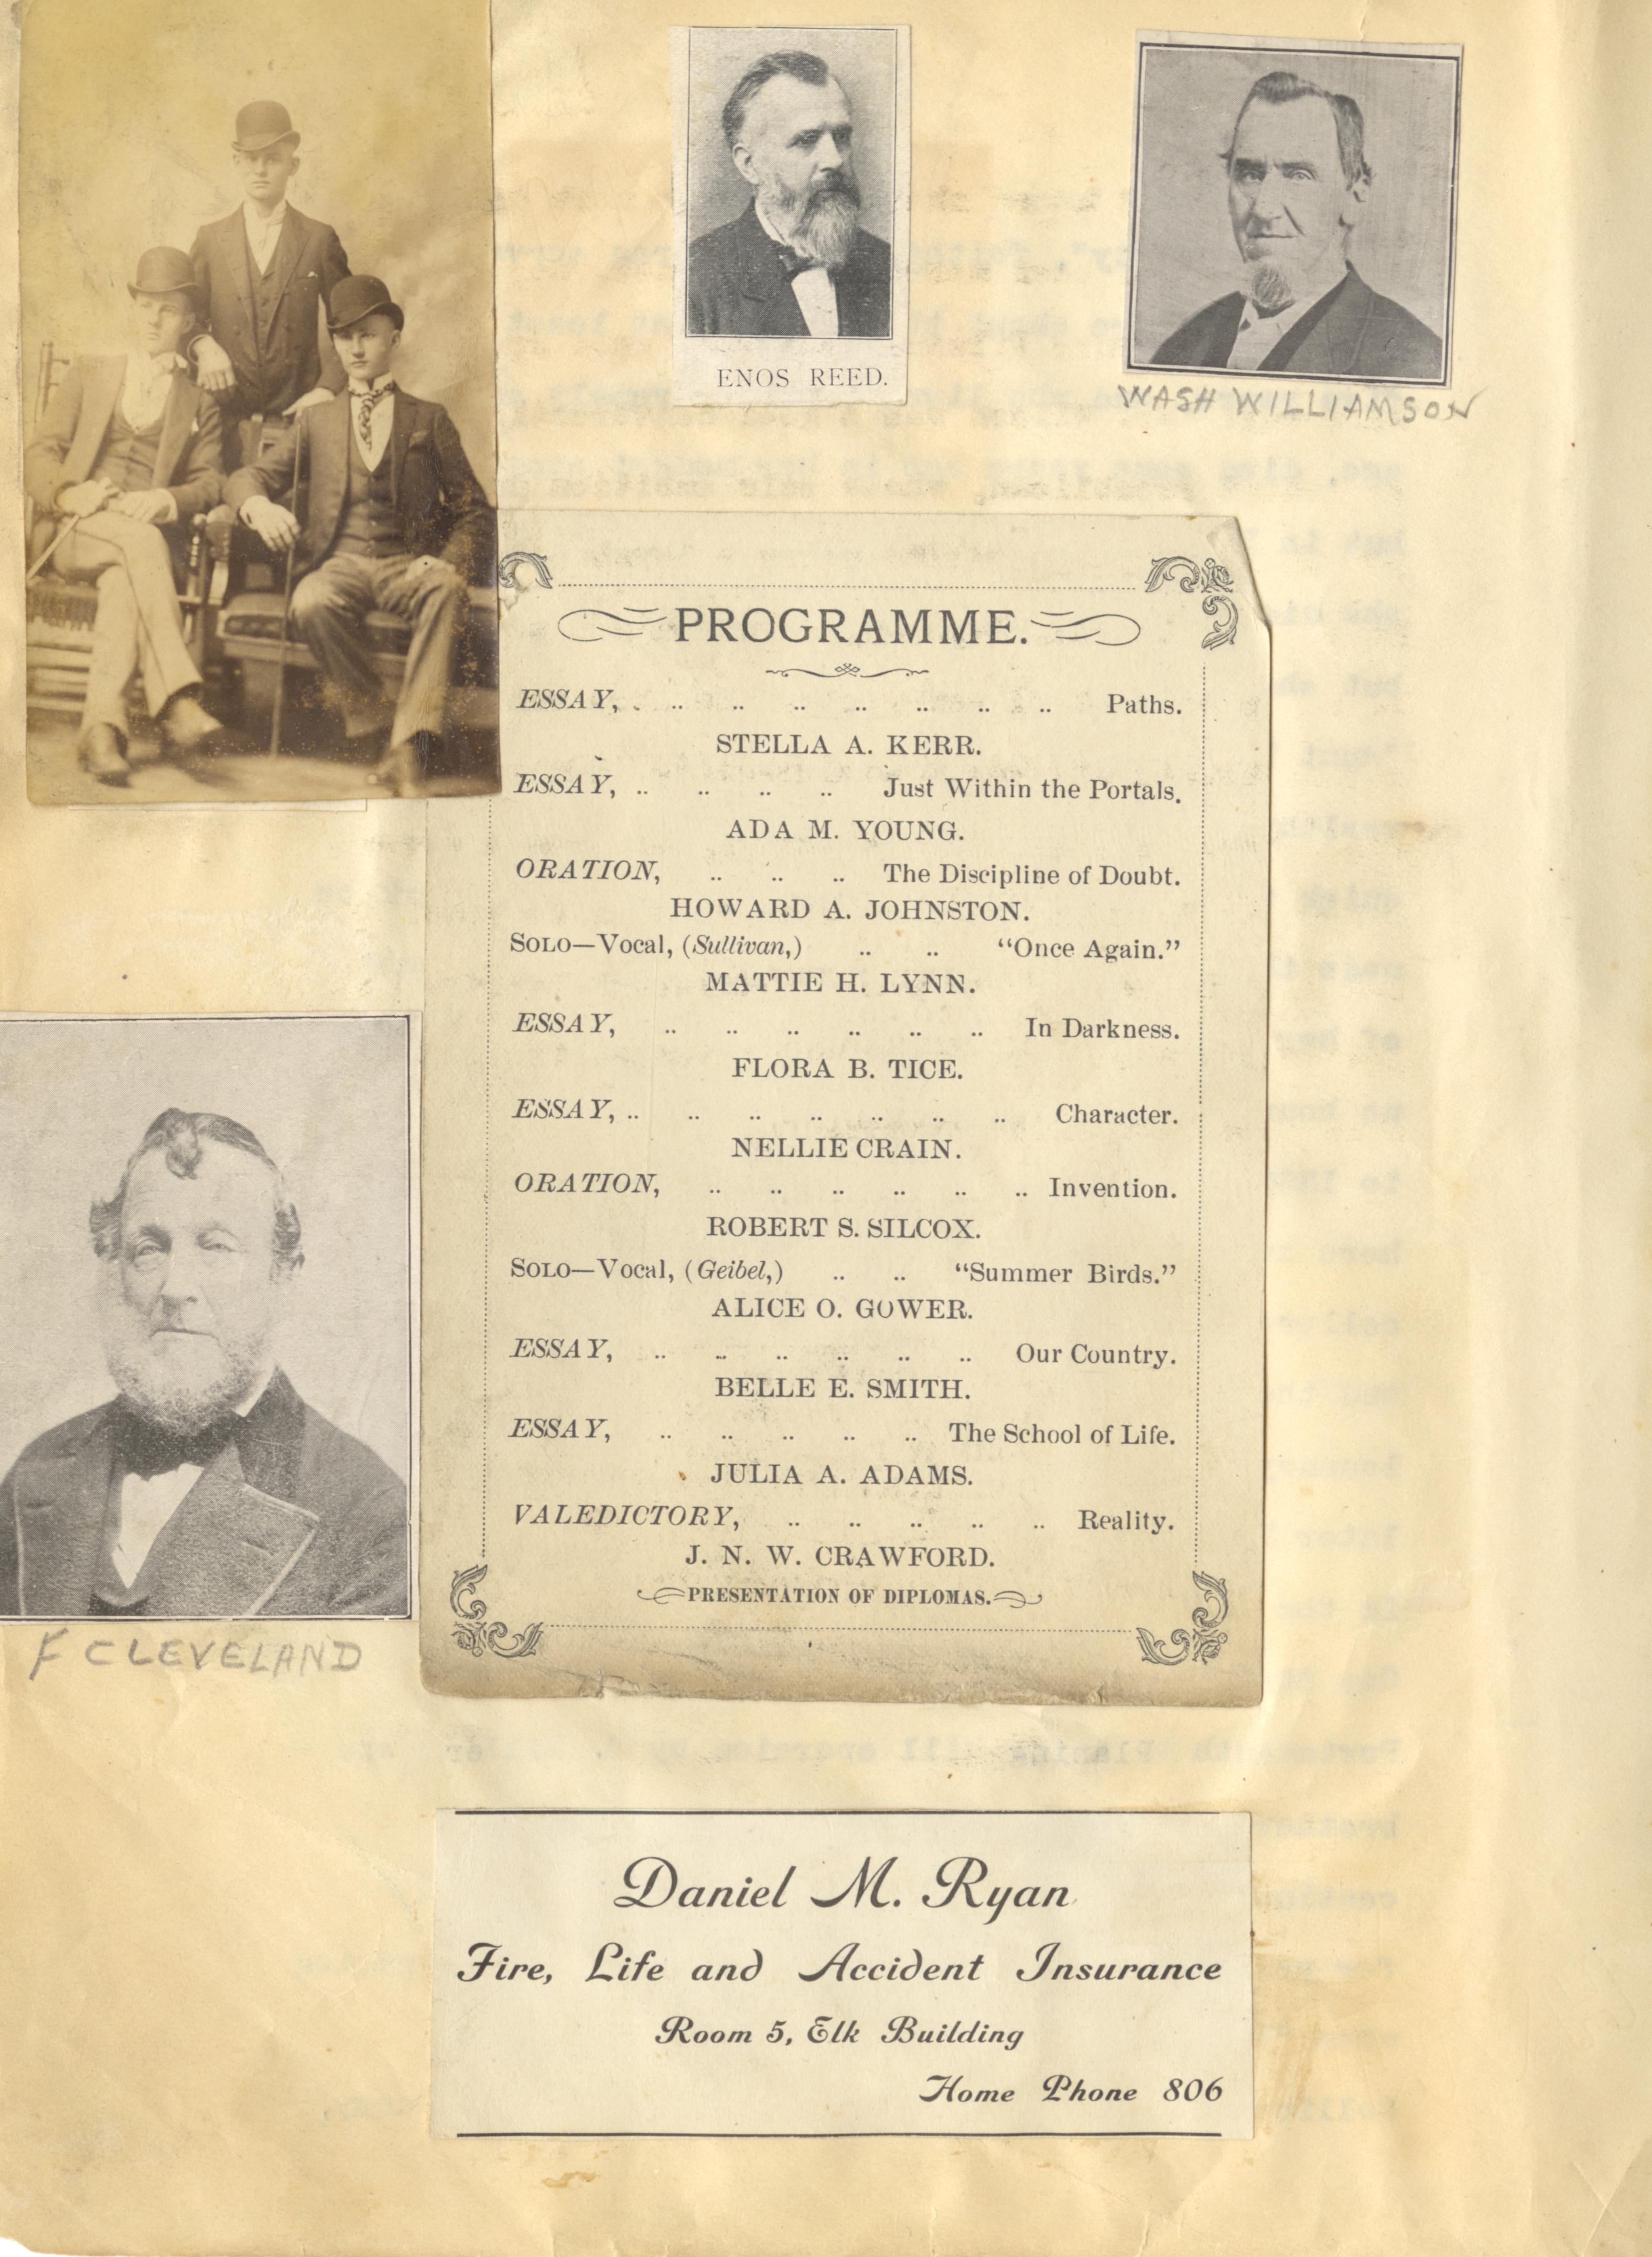 ENOS REED.
WASH WILLIAMSON
PROGRAMME.
ESSAY, . .. .. .. .. .. .. .. Paths.
STELLA A. KERR.
ESSAY, .. .. .. .. Just Within the Portals.
ADA M. YOUNG.
ORATION, .. .. .. The Discipline of Doubt.
HOWARD A. JOHNSTON.
SOLO—Vocal, (Sullivan,) .. .. “Once Again.”
MATTIE H. LYNN.
ESSAY, .. .. .. .. .. .. In Darkness.
FLORA B. TICE.
ESSAY, .. .. .. .. .. .. .. Character.
NELLIE CRAIN.
ORATION, .. .. .. .. .. .. Invention.
ROBERT S. SILCOX.
SOLO—Vocal, (Geibel,) .. .. “Summer Birds.”
ALICE O. GOWER.
ESSAY, .. .. .. .. .. .. Our Country.
BELLE E. SMITH.
ESSAY, .. .. .. .. .. The School of Life.
JULIA A. ADAMS.
VALEDICTORY, .. .. .. .. .. Reality.
J. N. W. CRAWFORD.
PRESENTATION OF DIPLOMAS.
F CLEVELAND
Daniel M. Ryan
Fire, Life and Accident Insurance
Room 5, Elk Building
Home Phone 806